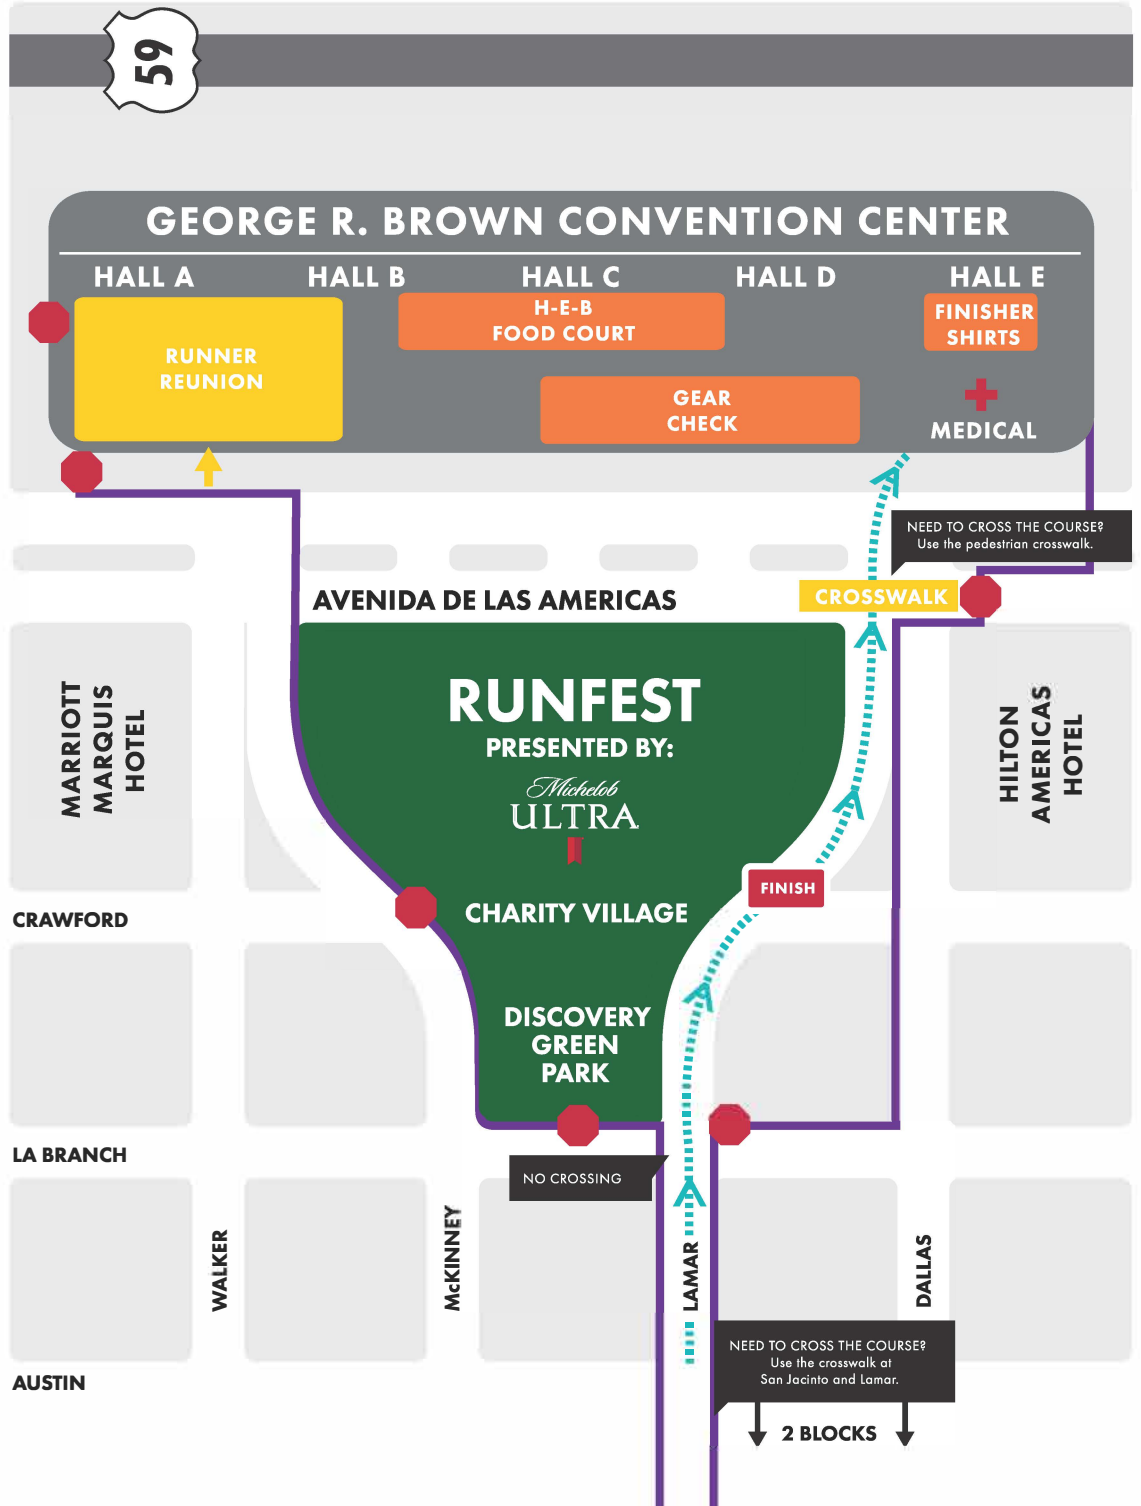 59
GEORGE R. BROWN CONVENTION CENTER
HALL A
HALL B
HALL C
HALL D
HALL E
RUNNER
REUNION
H-E-B
FOOD COURT
GEAR
CHECK
FINISHER
SHIRTS
MEDICAL
NEED TO CROSS THE COURSE?
Use the pedestrian crosswalk.
CROSSWALK
AVENIDA DE LAS AMERICAS
MARRIOTT
MARQUIS
HOTEL
RUNFEST
PRESENTED BY:
Michelob
ULTRA
HILTON
AMERICAS
HOTEL
FINISH
CRAWFORD
CHARITY VILLAGE
DISCOVERY
GREEN
PARK
LA BRANCH
NO CROSSING
WALKER
McKINNEY
LAMAR
DALLAS
NEED TO CROSS THE COURSE?
Use the crosswalk at
San Jacinto and Lamar.
AUSTIN
2 BLOCKS